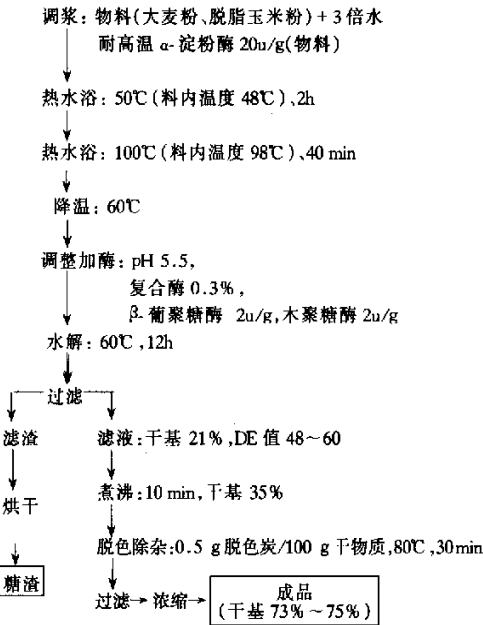 调浆：物料(大麦粉、脱脂玉米粉)+3倍水
耐高温 α-淀粉酶 20u/g(物料)
热水浴：50℃(料内温度 48℃)、2h
热水浴：100℃(料内温度 98℃)、40 min
降温：60℃
调整加酶：pH 5.5，
复合酶 0.3%，
β-葡聚糖酶 2u/g,木聚糖酶 2u/g
水解：60℃,12h
过滤
滤渣
滤液：干基 21%,DE 值 48～60
煮沸：10 min,干基 35%
烘干
脱色除杂：0.5 g脱色炭/100 g 干物质,80℃,30min
糖渣
过滤 浓缩
成品
(干基 73%～75%)